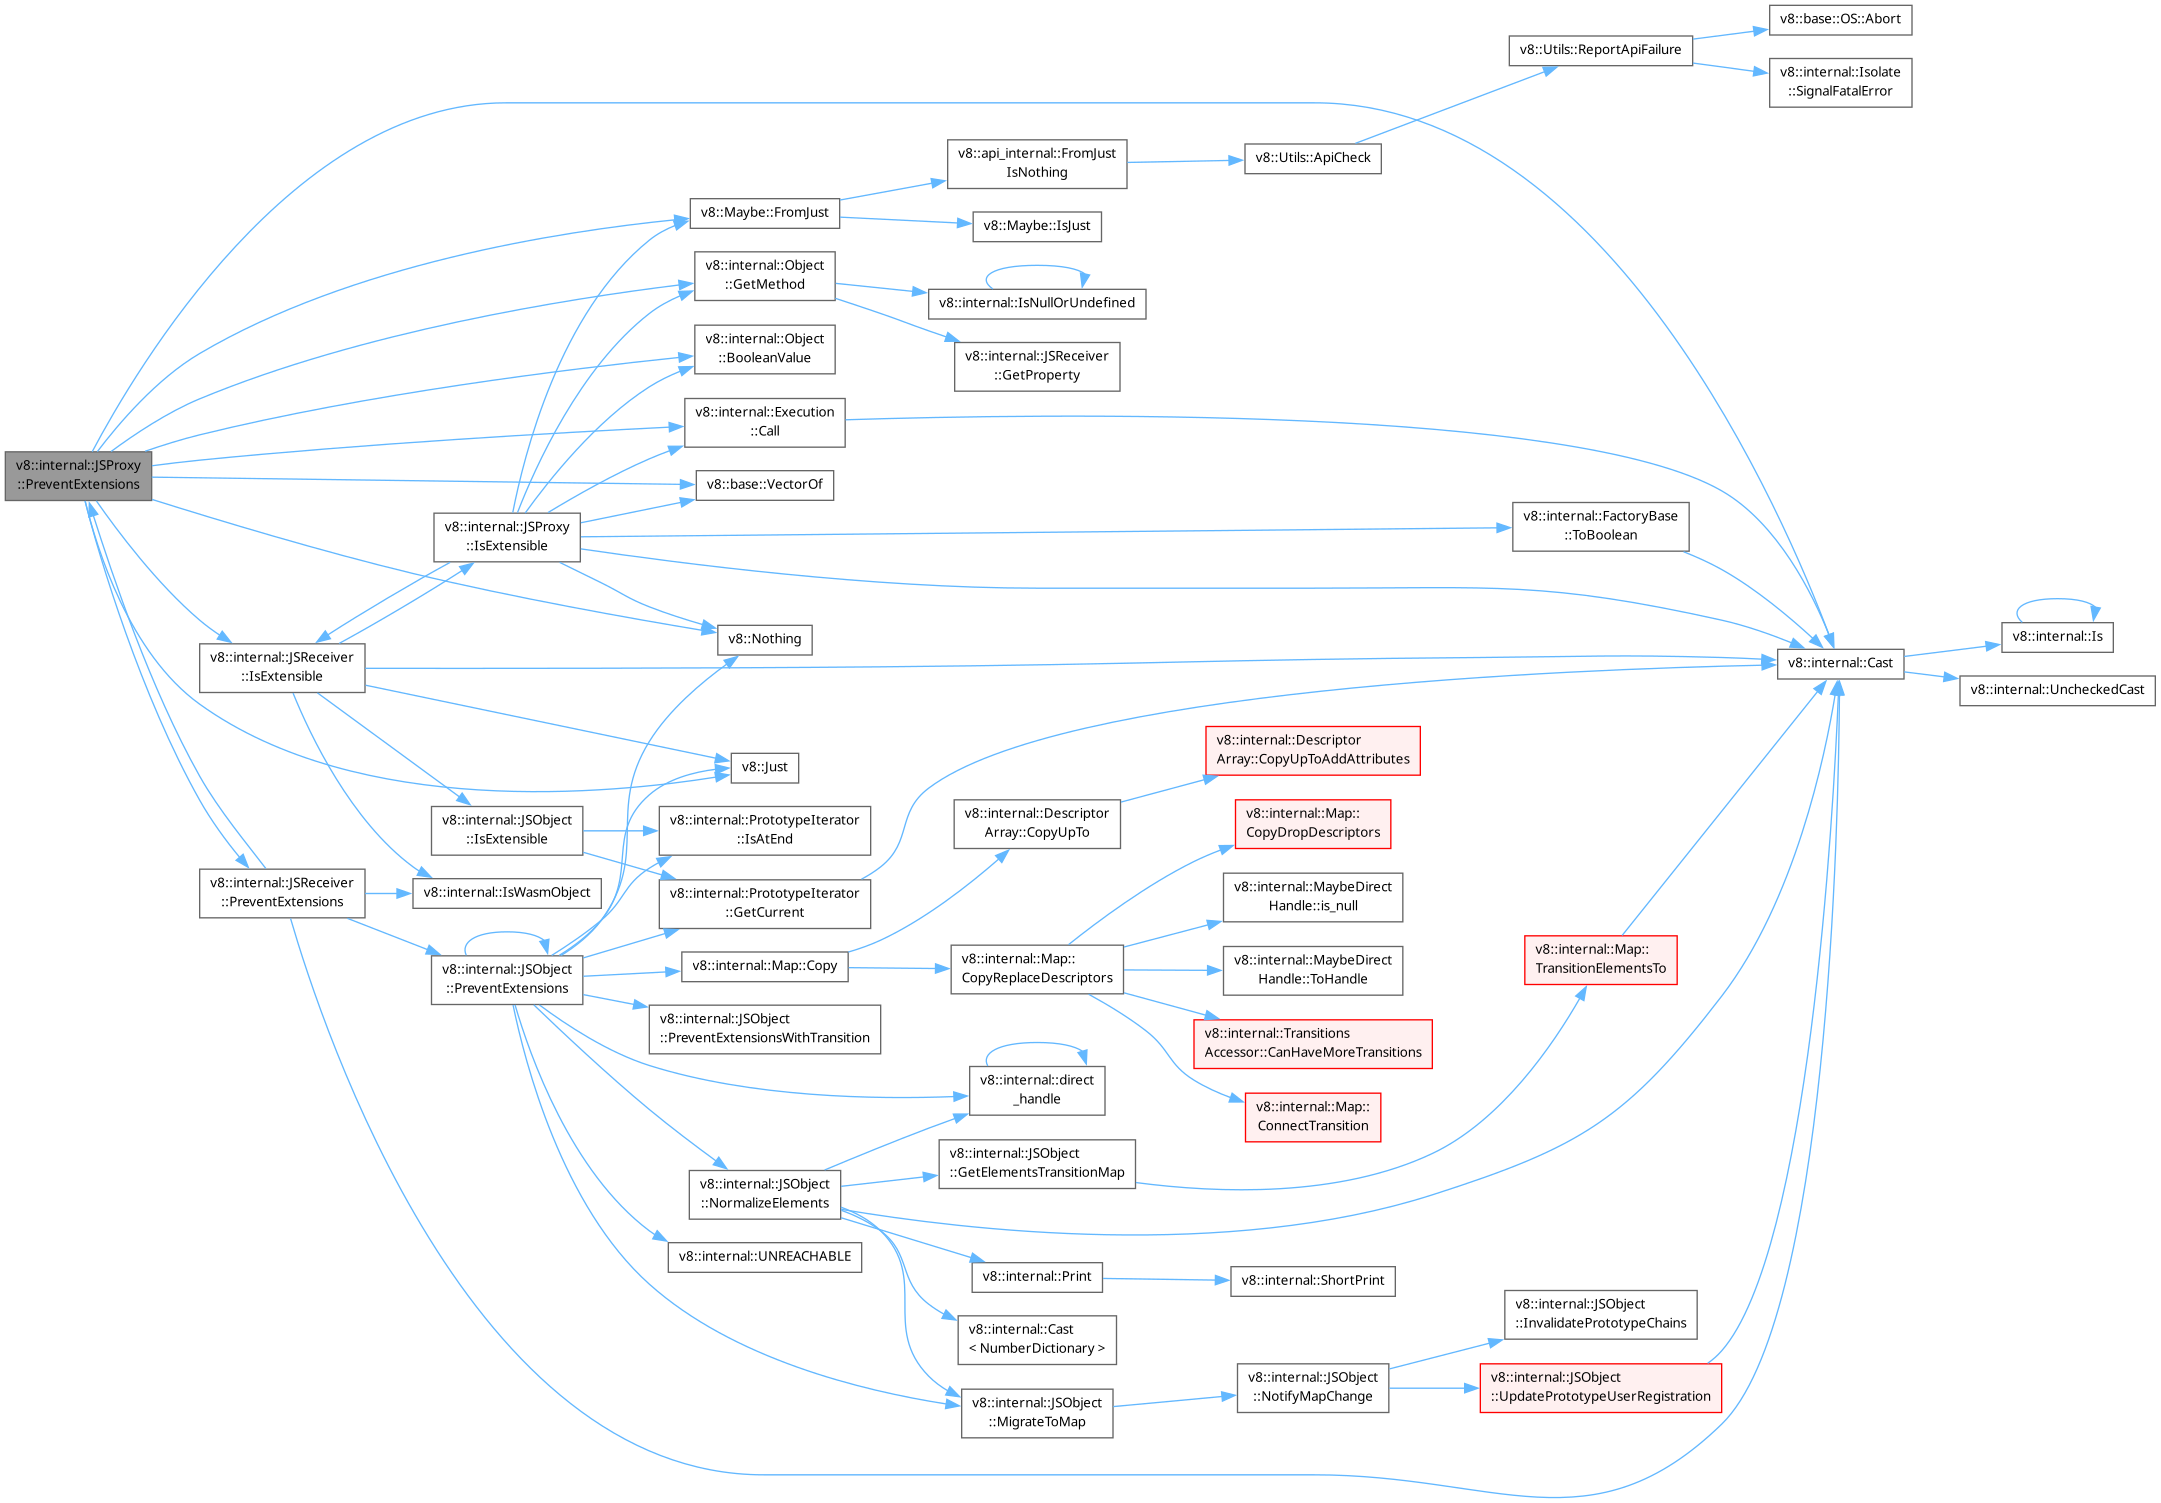 v8::base::OS::Abort
v8::Utils::ReportApiFailure
v8::internal::Isolate
::SignalFatalError
v8::api_internal::FromJust
IsNothing
v8::Utils::ApiCheck
v8::Maybe::FromJust
v8::Maybe::IsJust
v8::internal::Object
::GetMethod
v8::internal::IsNullOrUndefined
v8::internal::Object
::BooleanValue
v8::internal::JSReceiver
::GetProperty
v8::internal::Execution
::Call
v8::internal::JSProxy
::PreventExtensions
v8::base::VectorOf
v8::internal::JSProxy
::IsExtensible
v8::internal::FactoryBase
::ToBoolean
v8::Nothing
v8::internal::Is
v8::internal::JSReceiver
::IsExtensible
v8::internal::Cast
v8::internal::UncheckedCast
v8::internal::Descriptor
Array::CopyUpToAddAttributes
v8::Just
v8::internal::JSObject
::IsExtensible
v8::internal::PrototypeIterator
::IsAtEnd
v8::internal::Descriptor
Array::CopyUpTo
v8::internal::Map::
CopyDropDescriptors
v8::internal::JSReceiver
::PreventExtensions
v8::internal::IsWasmObject
v8::internal::PrototypeIterator
::GetCurrent
v8::internal::MaybeDirect
Handle::is_null
v8::internal::JSObject
::PreventExtensions
v8::internal::Map::Copy
v8::internal::Map::
CopyReplaceDescriptors
v8::internal::MaybeDirect
Handle::ToHandle
v8::internal::Map::
TransitionElementsTo
v8::internal::JSObject
::PreventExtensionsWithTransition
v8::internal::Transitions
Accessor::CanHaveMoreTransitions
v8::internal::direct
_handle
v8::internal::Map::
ConnectTransition
v8::internal::JSObject
::GetElementsTransitionMap
v8::internal::JSObject
::NormalizeElements
v8::internal::UNREACHABLE
v8::internal::Print
v8::internal::ShortPrint
v8::internal::Cast
< NumberDictionary >
v8::internal::JSObject
::InvalidatePrototypeChains
v8::internal::JSObject
::MigrateToMap
v8::internal::JSObject
::NotifyMapChange
v8::internal::JSObject
::UpdatePrototypeUserRegistration